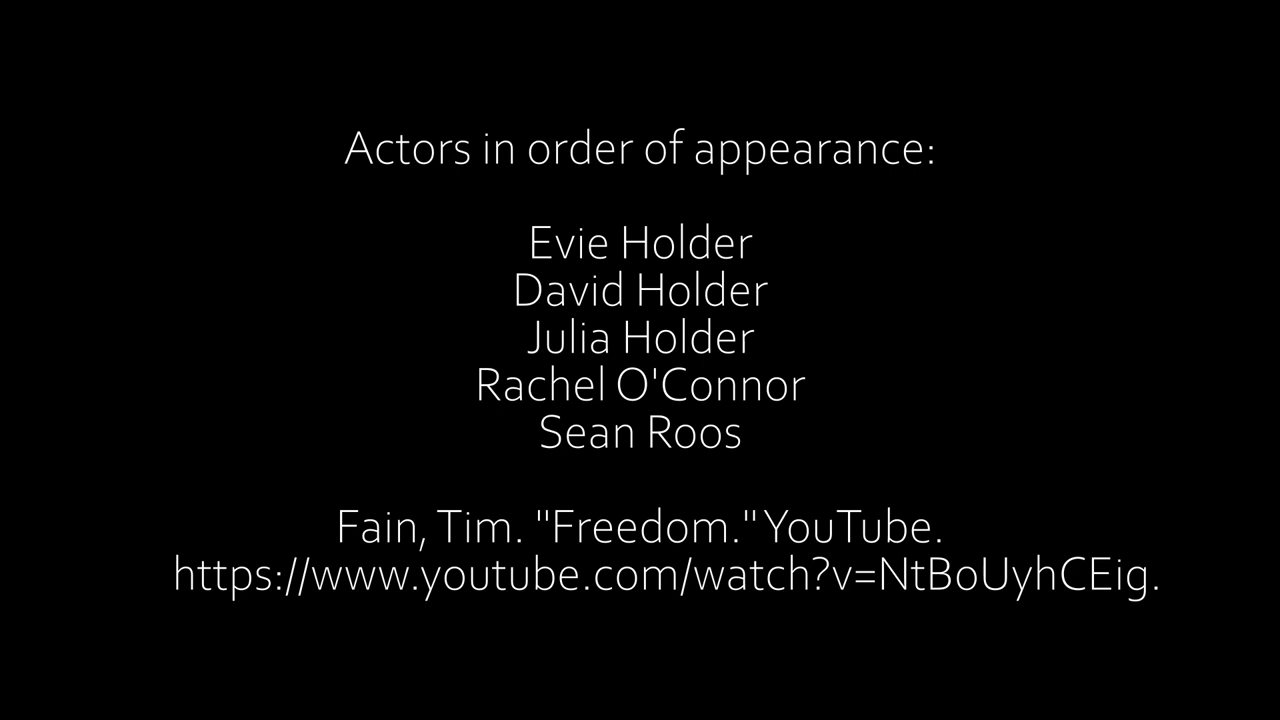 Actors in order of appearance:
Evie Holder
David Holder
Julia Holder
Rachel O'Connor
Sean Roos
Fain, Tim. "Freedom." YouTube.
https://www.youtube.com/watch?v=NtBoUyhCEig.